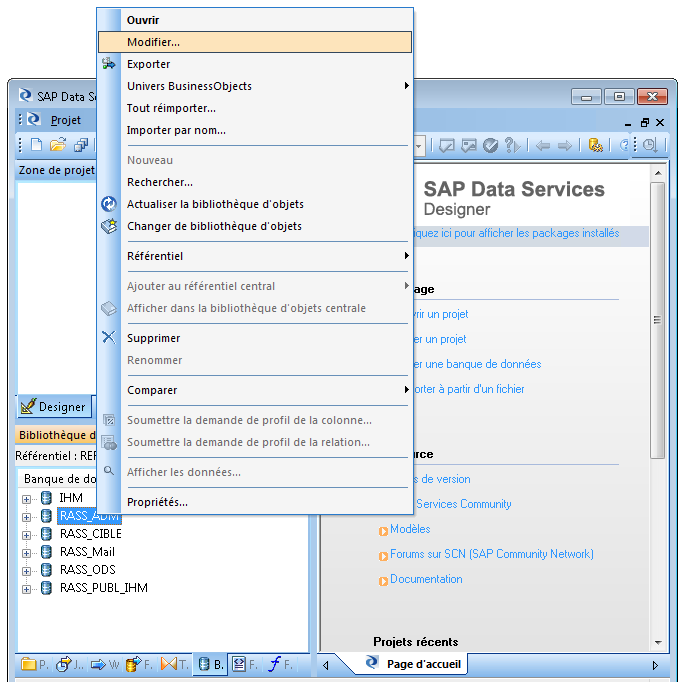 Ouvrir
Modifier...
Exporter
Univers BusinessObjects
Tout réimporter...
Importer par nom...
Nouveau
Rechercher...
Actualiser la bibliothèque d'objets
Changer de bibliothèque d'objets
Référentiel
Ajouter au référentiel central
Afficher dans la bibliothèque d'objets centrale
Supprimer
Renommer
Comparer
Soumettre la demande de profil de la colonne...
Soumettre la demande de profil de la relation...
Afficher les données...
Propriétés...
SAP Data
Projet
Zone de projet
Designer
Bibliothèque
Référentiel :
Banque de
IHM
RASS_ADM
RASS_CIBLE
RASS_Mail
RASS_ODS
RASS_PUBL_IHM
P.. J.. W F. T. B. F. F.
SAP Data Services
Designer
iquez ici pour afficher les packages installés
age
rir un projet
er un projet
er une banque de données
orter à partir d'un fichier
urce
s de version
Services Community
Modèles
Forums sur SCN (SAP Community Network)
Documentation
Projets récents
Page d'accueil